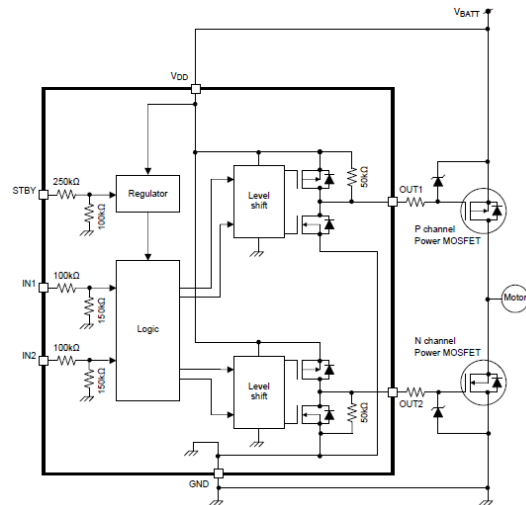 VBATT
VDD
STBY
250kΩ
100kΩ
Regulator
Level
shift
50kΩ
OUT1
P channel
Power MOSFET
IN1
100kΩ
150kΩ
Logic
Motor
IN2
100kΩ
150kΩ
Level
shift
50kΩ
OUT2
N channel
Power MOSFET
GND